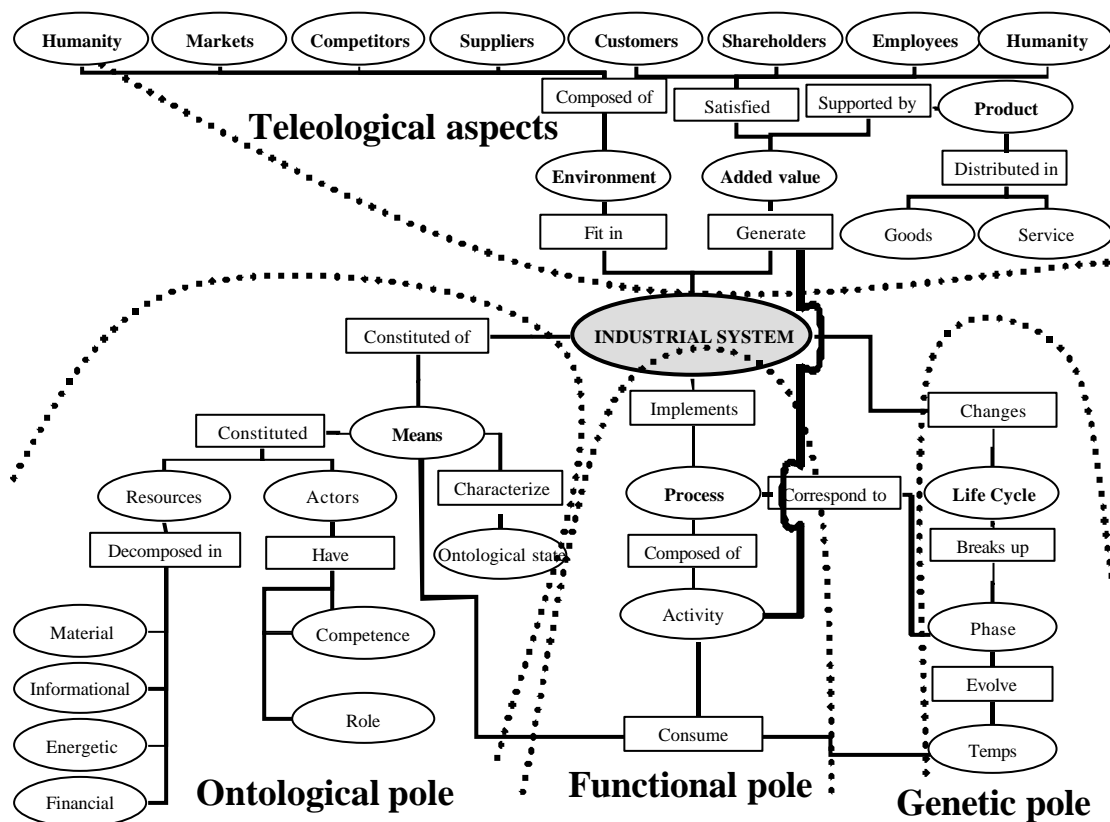 Humanity
Markets
Competitors
Suppliers
Customers
Shareholders
Employees
Humanity
Composed of
Satisfied
Supported by
Product
Teleological aspects
Distributed in
Environment
Added value
Fit in
Generate
Goods
Service
INDUSTRIAL SYSTEM
Constituted of
Implements
Changes
Constituted
Means
Resources
Actors
Characterize
Process
Correspond to
Life Cycle
Decomposed in
Have
Ontological state
Composed of
Breaks up
Material
Competence
Activity
Phase
Informational
Evolve
Role
Energetic
Consume
Temps
Financial
Ontological pole
Functional pole
Genetic pole